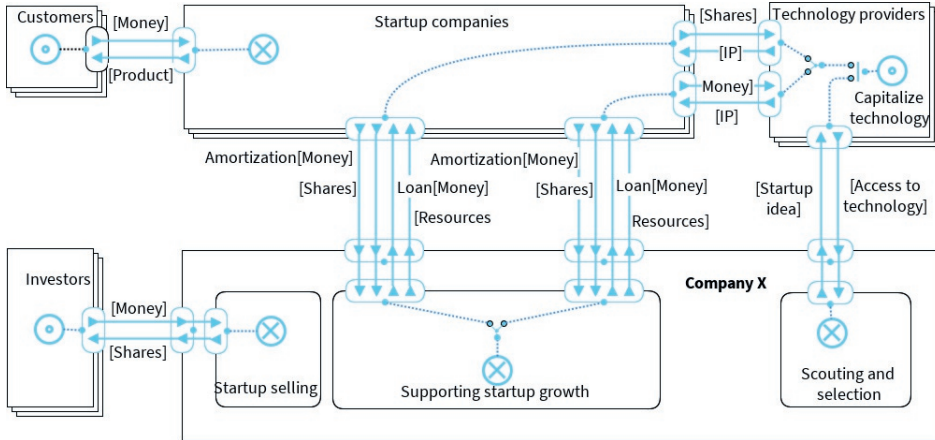 Customers
[Money]
[Product]
Startup companies
[Shares]
[IP]
Money]
[IP]
Technology providers
Capitalize
technology
Amortization[Money]
[Shares]
Loan[Money]
[Resources
Amortization[Money]
[Shares]
Loan[Money]
Resources]
[Startup
idea]
[Access to
technology]
Investors
[Money]
[Shares]
Company X
Startup selling
Supporting startup growth
Scouting and
selection